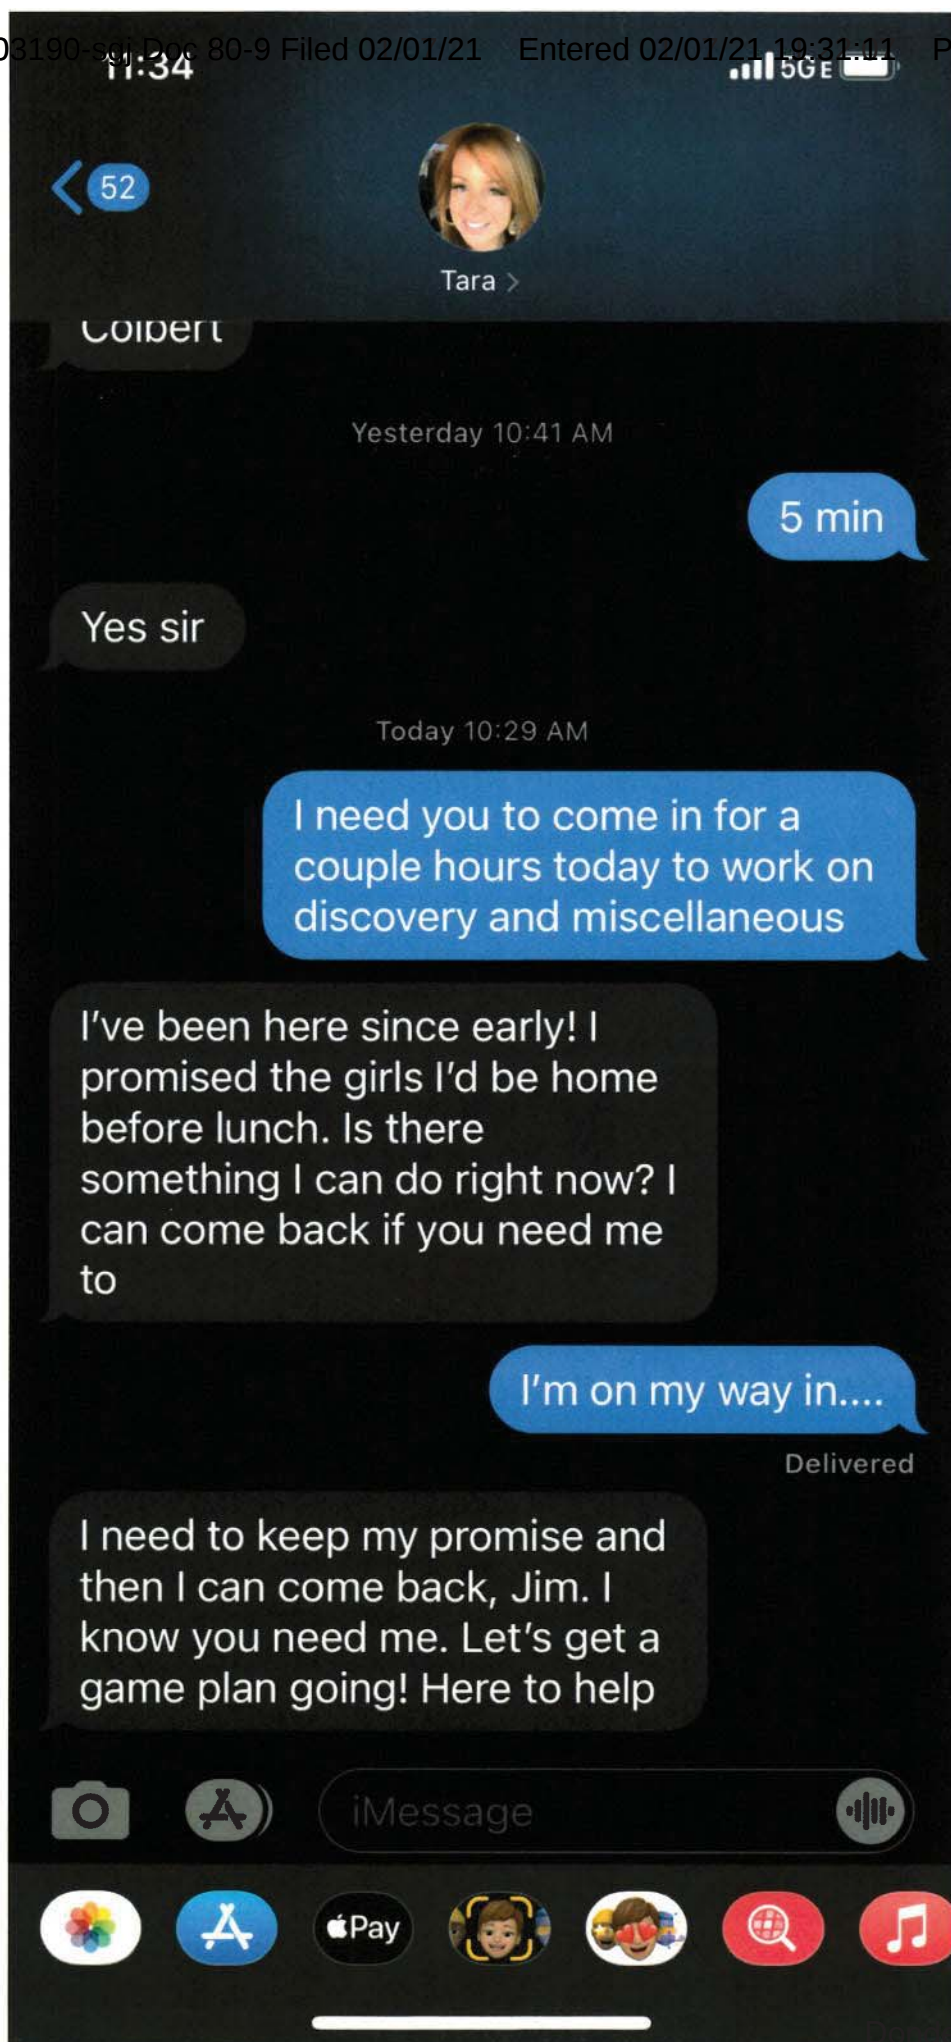 03190-sgj Doc 80-9 Filed 02/01/21 Entered 02/01/21 19:31:11 P
11:34
5GE
52
Tara >
Colbert
Yesterday 10:41 AM
5 min
Yes sir
Today 10:29 AM
I need you to come in for a
couple hours today to work on
discovery and miscellaneous
I've been here since early! I
promised the girls I'd be home
before lunch. Is there
something I can do right now? I
can come back if you need me
to
I'm on my way in....
Delivered
I need to keep my promise and
then I can come back, Jim. I
know you need me. Let's get a
game plan going! Here to help
iMessage
Pay